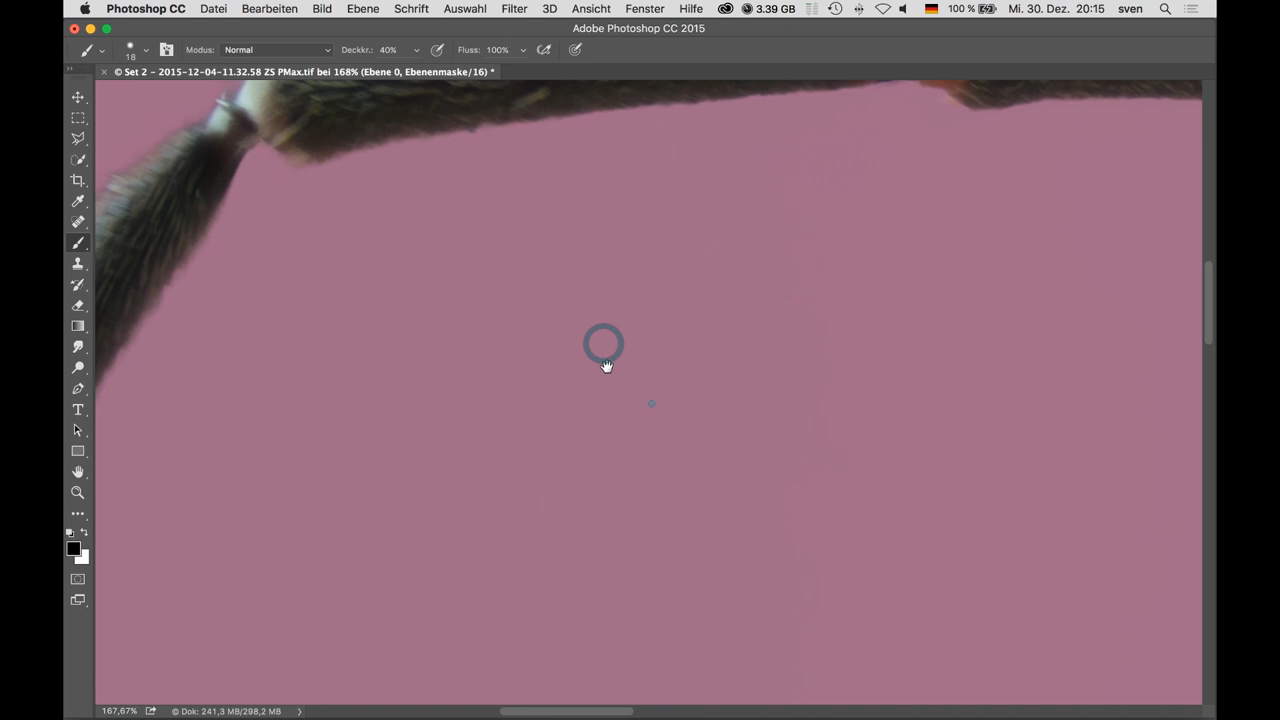 Photoshop CC Datei Bearbeiten Bild Ebene Schrift Auswahl Filter 3D Ansicht Fenster Hilfe 3.39 GB 100 % Mi. 30. Dez. 20:15 sven
Adobe Photoshop CC 2015
18 Modus: Normal Deckkr.: 40% Fluss: 100%
× © Set 2 - 2015-12-04-11.32.58 ZS PMax.tif bei 168% (Ebene 0, Ebenenmaske/16) *
167,67% © Dok: 241,3 MB/298,2 MB